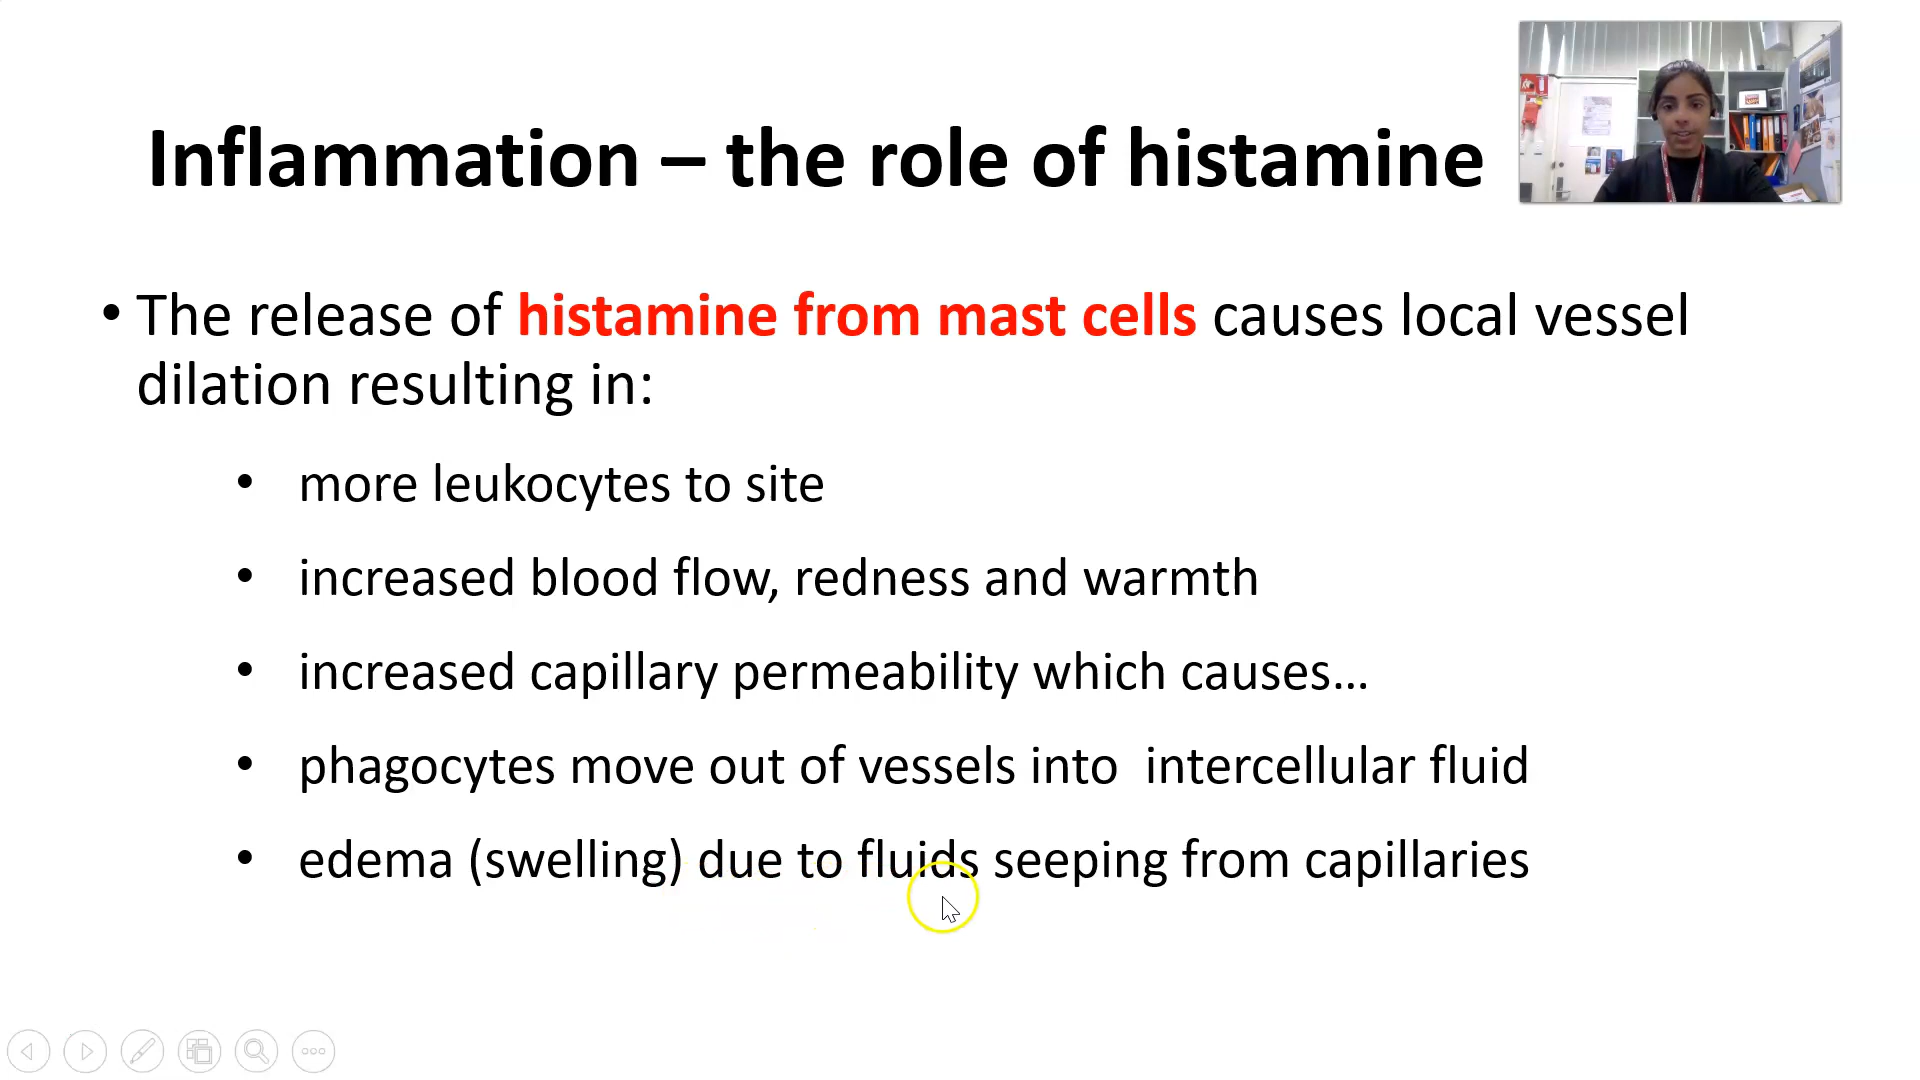 Inflammation – the role of histamine
• The release of histamine from mast cells causes local vessel
dilation resulting in:
• more leukocytes to site
• increased blood flow, redness and warmth
• increased capillary permeability which causes...
• phagocytes move out of vessels into  intercellular fluid
• edema (swelling) due to fluids seeping from capillaries